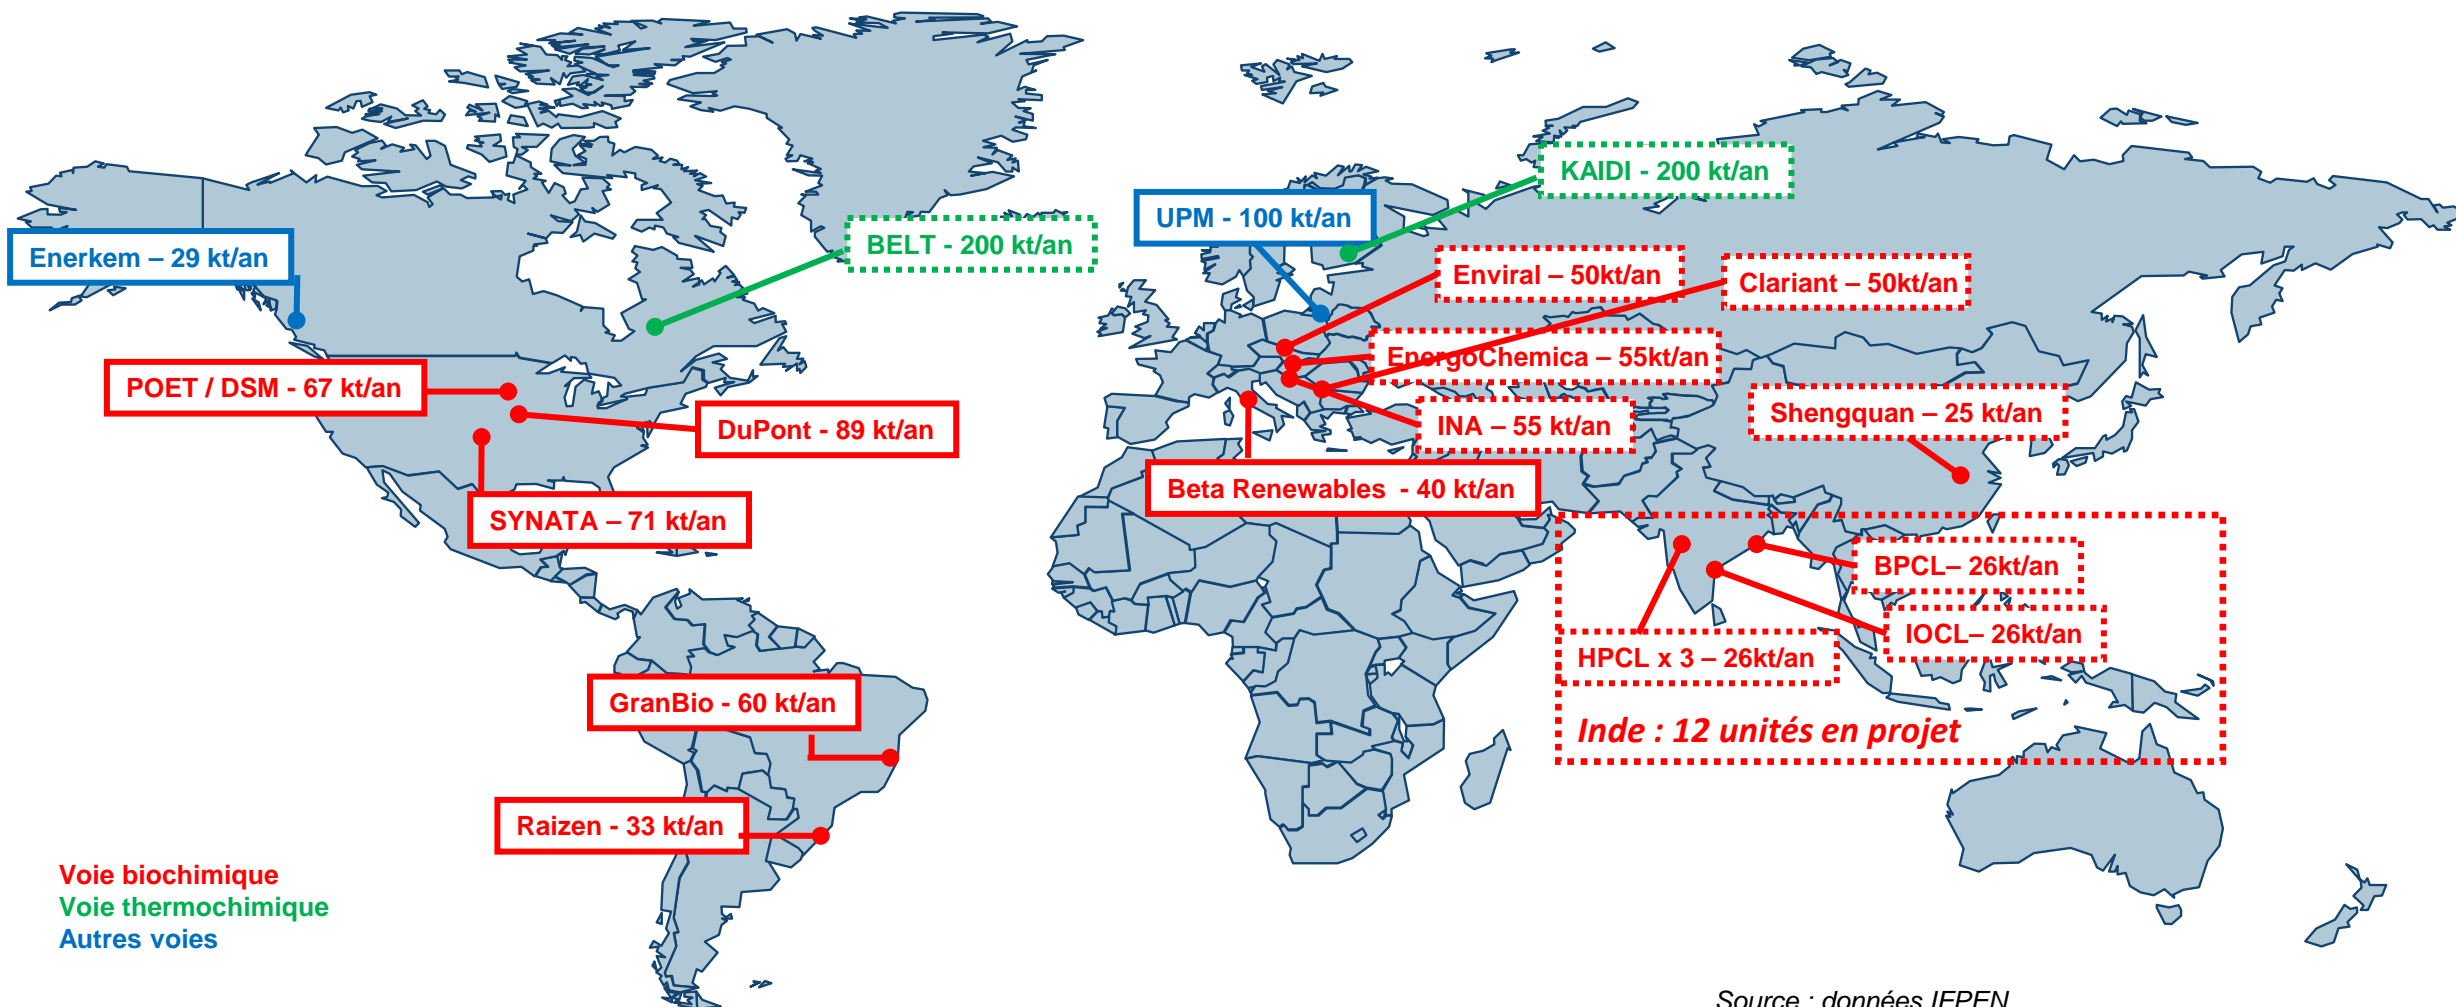 KAIDI - 200 kt/an
UPM - 100 kt/an
BELT - 200 kt/an
Enerkem – 29 kt/an
Enviral – 50kt/an
Clariant – 50kt/an
EnergoChemica – 55kt/an
POET / DSM - 67 kt/an
DuPont - 89 kt/an
INA – 55 kt/an
Shengquan – 25 kt/an
Beta Renewables - 40 kt/an
SYNATA – 71 kt/an
BPCL– 26kt/an
IOCL– 26kt/an
HPCL x 3 – 26kt/an
GranBio - 60 kt/an
Inde : 12 unités en projet
Raizen - 33 kt/an
Voie biochimique
Voie thermochimique
Autres voies
Source : données IFPEN